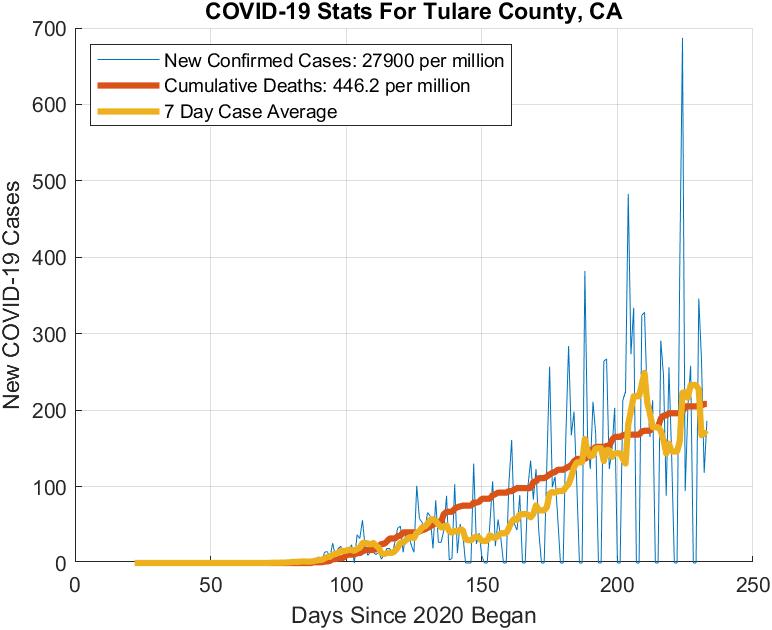 COVID-19 Stats For Tulare County, CA
New Confirmed Cases: 27900 per million
Cumulative Deaths: 446.2 per million
7 Day Case Average
New COVID-19 Cases
700
600
500
400
300
200
100
0
0 50 100 150 200 250
Days Since 2020 Began